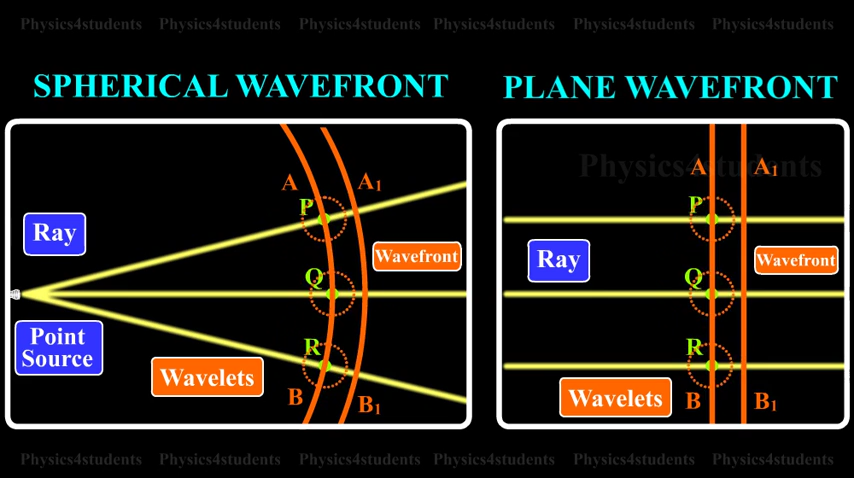 Physics4students Physics4students Physics4students Physics4students Physics4students Physics4students
SPHERICAL WAVEFRONT
PLANE WAVEFRONT
A
A1
P
Ray
Wavefront
Q
Point
Source
R
Wavelets
B
B1
Physics4students
A
A1
P
Ray
Wavefront
Q
R
Wavelets
B
B1
Physics4students Physics4students Physics4students Physics4students Physics4students Physics4students